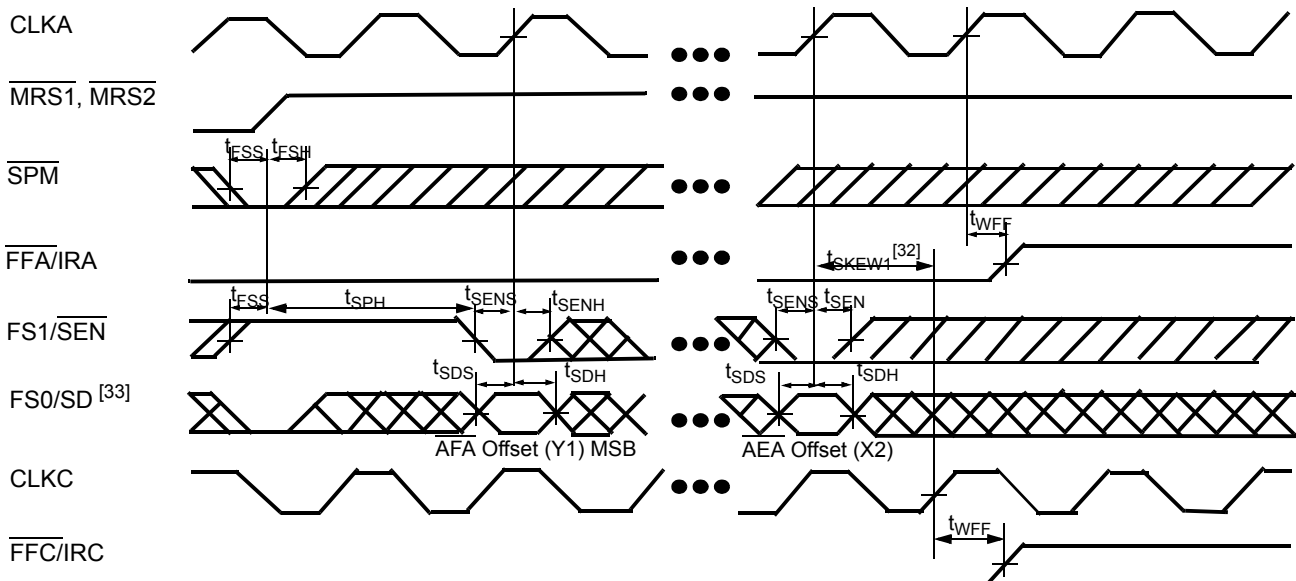 CLKA
MRS1, MRS2
tFSS tFSH
SPM
tWFF
FFA/IRA
tSKEW1 [32]
tFSS tSPH tSENS tSENH tSENS tSEN
FS1/SEN
tSDS tSDH tSDS tSDH
FS0/SD [33]
AFA Offset (Y1) MSB AEA Offset (X2)
CLKC
tWFF
FFC/IRC